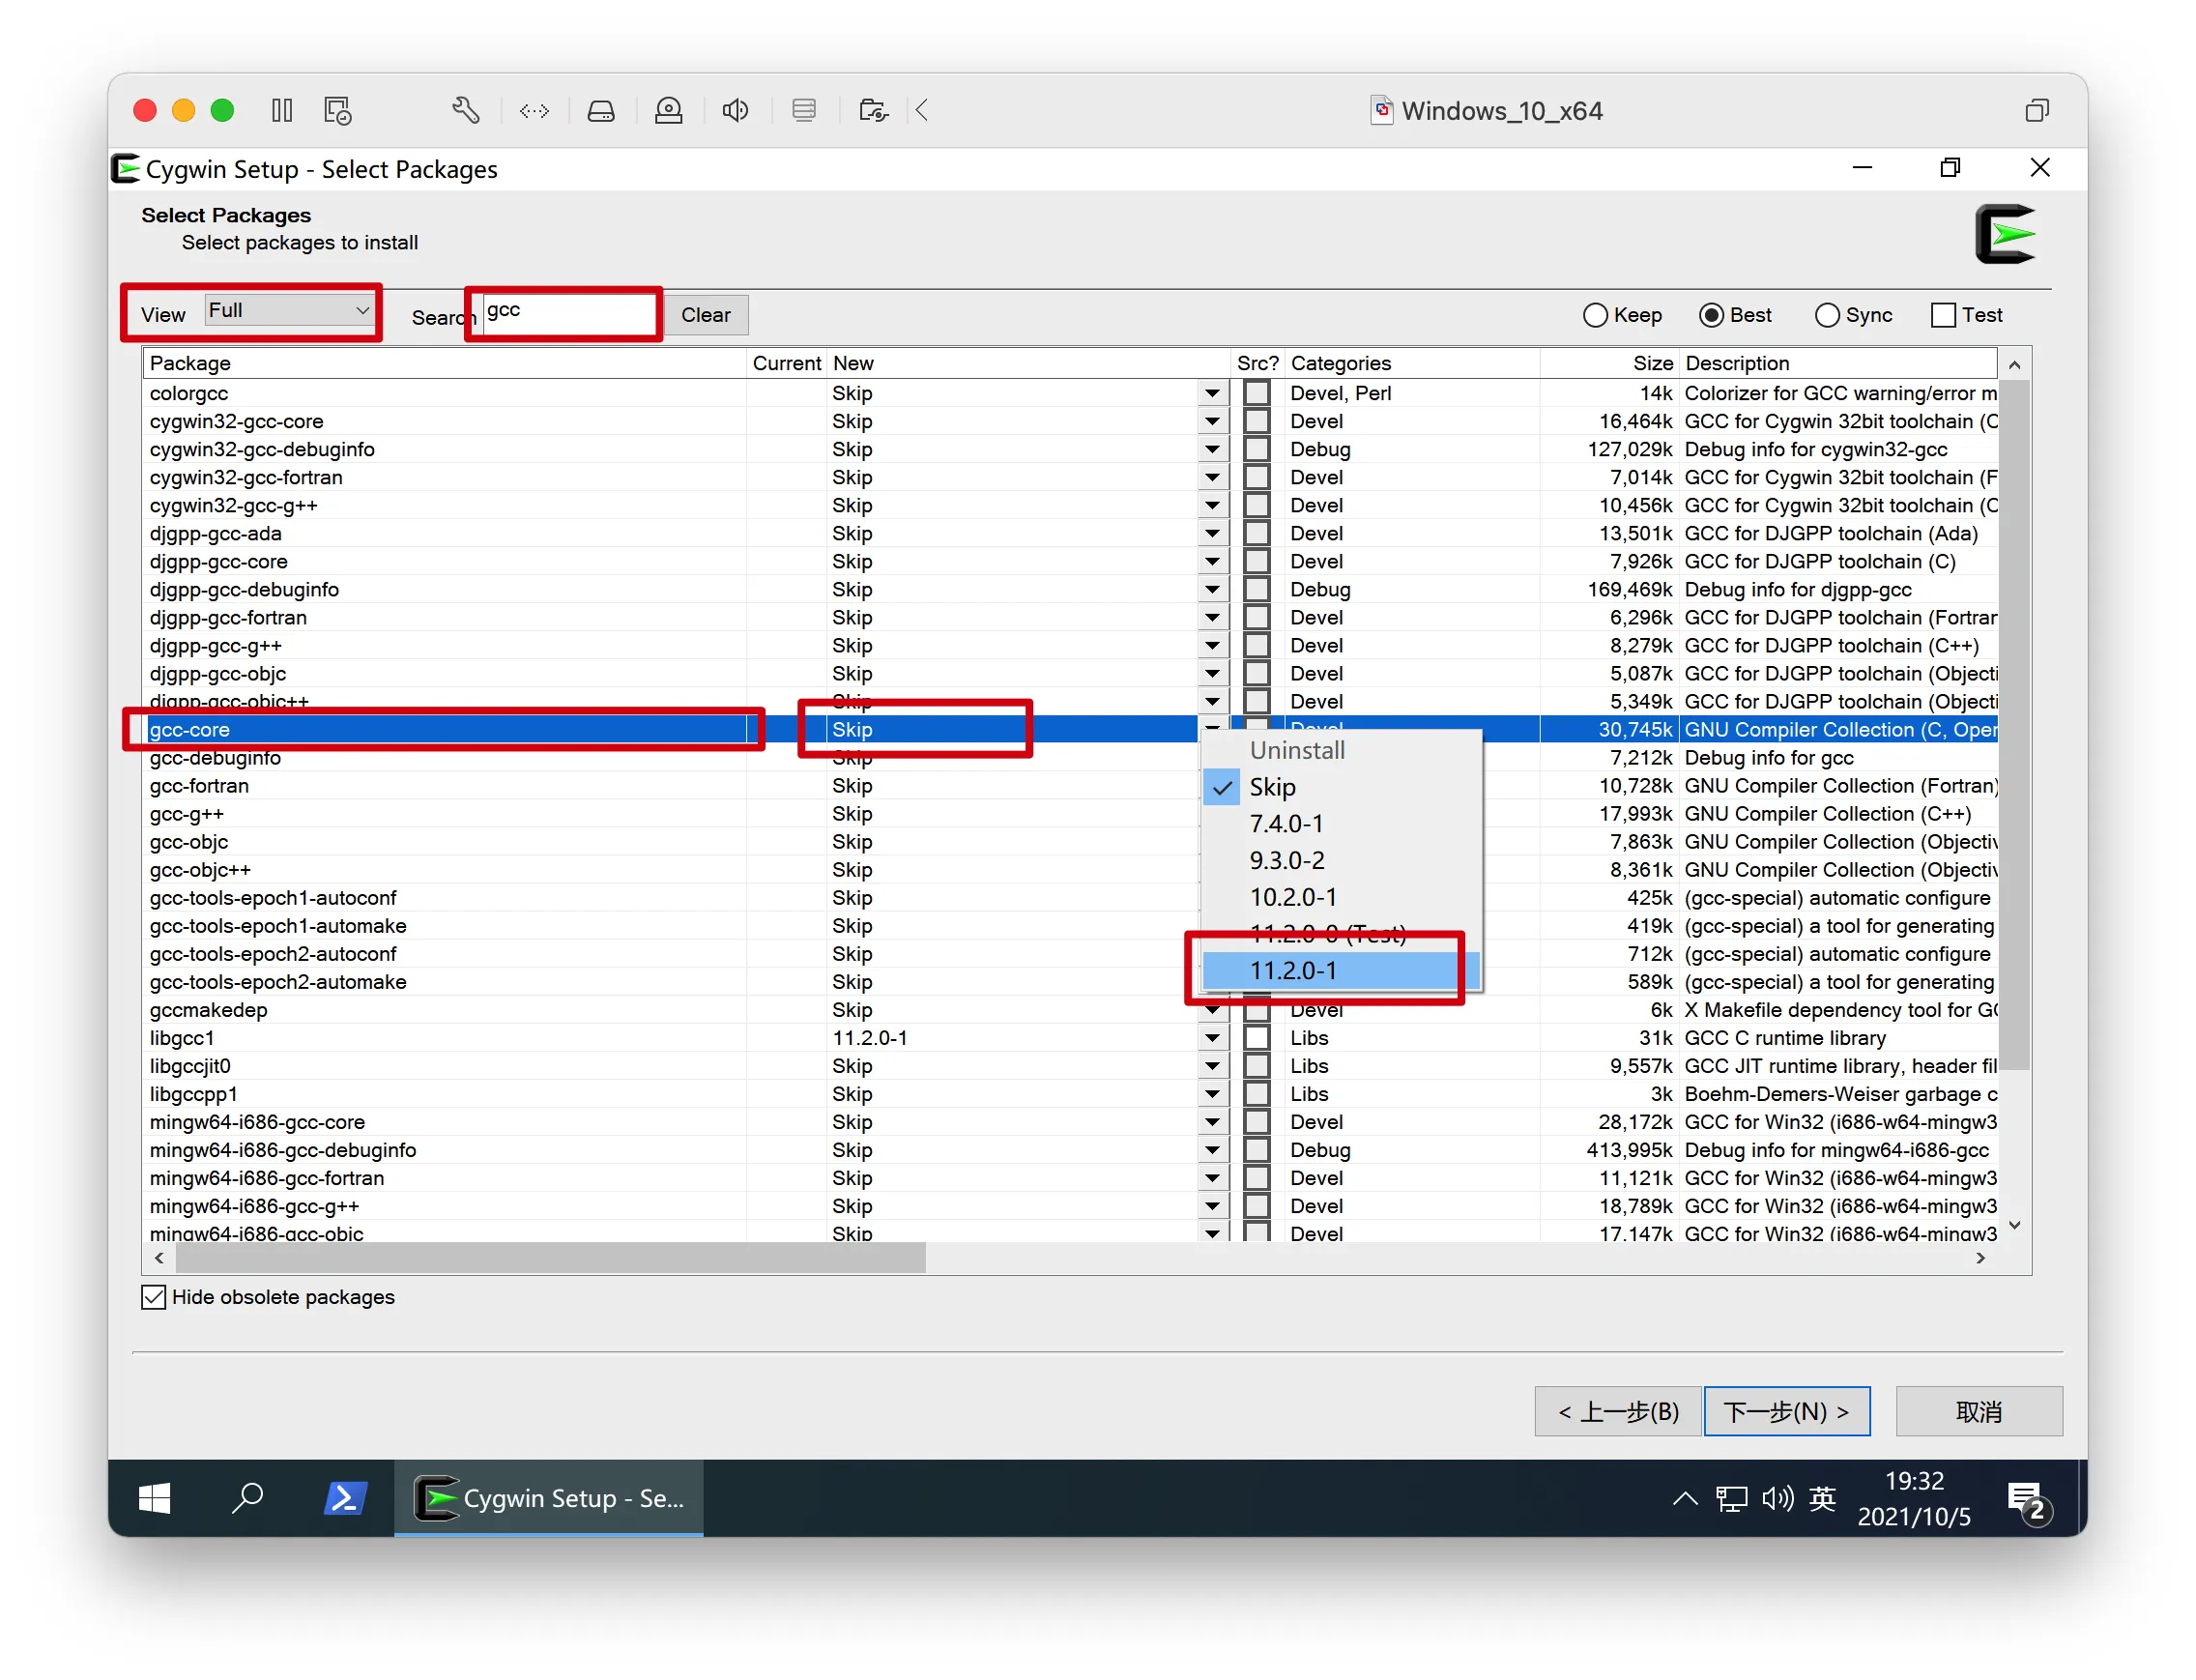 Windows_10_x64
Cygwin Setup - Select Packages
Select Packages
Select packages to install
View Full Search gcc Clear Keep Best Sync Test
Package Current New Src? Categories Size Description
colorgcc Skip Devel, Perl 14k Colorizer for GCC warning/error m
cygwin32-gcc-core Skip Devel 16,464k GCC for Cygwin 32bit toolchain (C
cygwin32-gcc-debuginfo Skip Debug 127,029k Debug info for cygwin32-gcc
cygwin32-gcc-fortran Skip Devel 7,014k GCC for Cygwin 32bit toolchain (F
cygwin32-gcc-g++ Skip Devel 10,456k GCC for Cygwin 32bit toolchain (C
djgpp-gcc-ada Skip Devel 13,501k GCC for DJGPP toolchain (Ada)
djgpp-gcc-core Skip Devel 7,926k GCC for DJGPP toolchain (C)
djgpp-gcc-debuginfo Skip Debug 169,469k Debug info for djgpp-gcc
djgpp-gcc-fortran Skip Devel 6,296k GCC for DJGPP toolchain (Fortran
djgpp-gcc-g++ Skip Devel 8,279k GCC for DJGPP toolchain (C++)
djgpp-gcc-objc Skip Devel 5,087k GCC for DJGPP toolchain (Objecti
djgpp-gcc-objc++ Skip Devel 5,349k GCC for DJGPP toolchain (Objecti
gcc-core Skip Devel 30,745k GNU Compiler Collection (C, Open
gcc-debuginfo Skip 7,212k Debug info for gcc
gcc-fortran Skip 10,728k GNU Compiler Collection (Fortran)
gcc-g++ Skip 17,993k GNU Compiler Collection (C++)
gcc-objc Skip 7,863k GNU Compiler Collection (Objectiv
gcc-objc++ Skip 8,361k GNU Compiler Collection (Objectiv
gcc-tools-epoch1-autoconf Skip 425k (gcc-special) automatic configure
gcc-tools-epoch1-automake Skip 419k (gcc-special) a tool for generating
gcc-tools-epoch2-autoconf Skip 712k (gcc-special) automatic configure
gcc-tools-epoch2-automake Skip 589k (gcc-special) a tool for generating
gccmakedep Skip Devel 6k X Makefile dependency tool for GC
libgcc1 11.2.0-1 Libs 31k GCC C runtime library
libgccjit0 Skip Libs 9,557k GCC JIT runtime library, header fil
libgccpp1 Skip Libs 3k Boehm-Demers-Weiser garbage c
mingw64-i686-gcc-core Skip Devel 28,172k GCC for Win32 (i686-w64-mingw3
mingw64-i686-gcc-debuginfo Skip Debug 413,995k Debug info for mingw64-i686-gcc
mingw64-i686-gcc-fortran Skip Devel 11,121k GCC for Win32 (i686-w64-mingw3
mingw64-i686-gcc-g++ Skip Devel 18,789k GCC for Win32 (i686-w64-mingw3
mingw64-i686-gcc-objc Skip Devel 17,147k GCC for Win32 (i686-w64-mingw3
Uninstall
Skip
7.4.0-1
9.3.0-2
10.2.0-1
11.2.0-0 (Test)
11.2.0-1
Hide obsolete packages
< 上一步(B) 下一步(N) > 取消
Cygwin Setup - Se... 英 19:32
2021/10/5 2